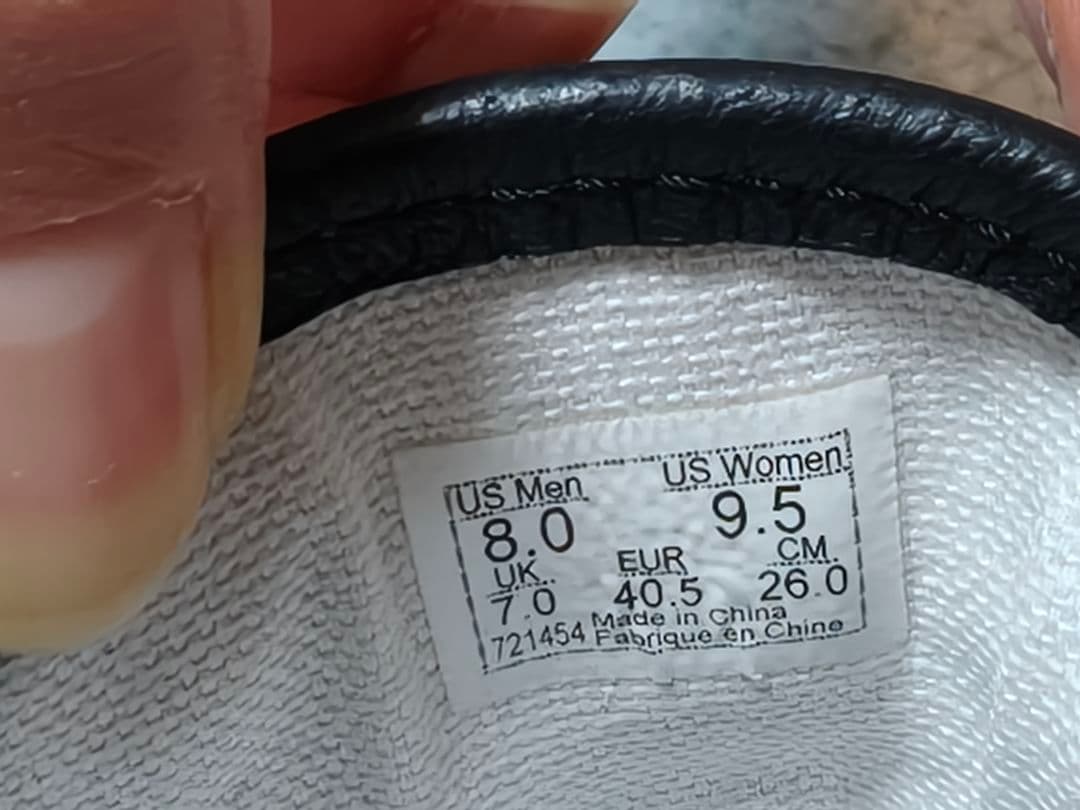 US Men US Women
8.0 9.5
UK EUR CM
7.0 40.5 26.0
721454 Made in China
Fabrique en Chine